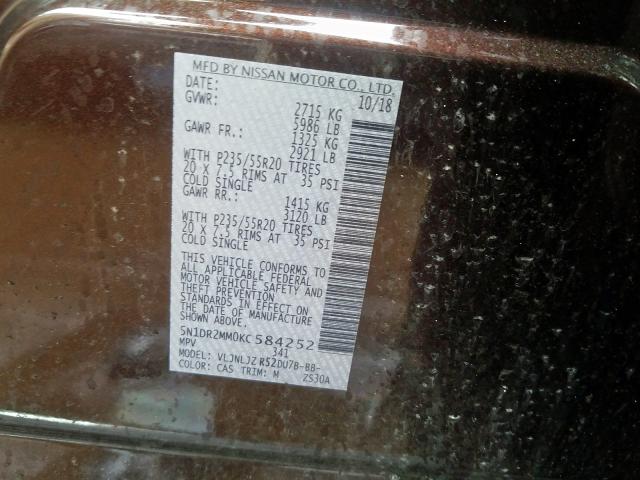 MFD BY NISSAN MOTOR CO., LTD.
DATE: 10/18
GVWR: 2715 KG
5986 LB
GAWR FR.: 1325 KG
2921 LB
WITH P235/55R20 TIRES
20 X 7.5 RIMS AT 35 PSI
COLD SINGLE
GAWR RR.: 1415 KG
3120 LB
WITH P235/55R20 TIRES
20 X 7.5 RIMS AT 35 PSI
COLD SINGLE
THIS VEHICLE CONFORMS TO
ALL APPLICABLE FEDERAL
MOTOR VEHICLE SAFETY AND
THEFT PREVENTION
STANDARDS IN EFFECT ON
THE DATE OF MANUFACTURE
SHOWN ABOVE.
5N1DR2MM0KC584252
MPV 341
MODEL: VLJNLJZ R52DU7B-BB-
COLOR: CAS TRIM: M ZS30A